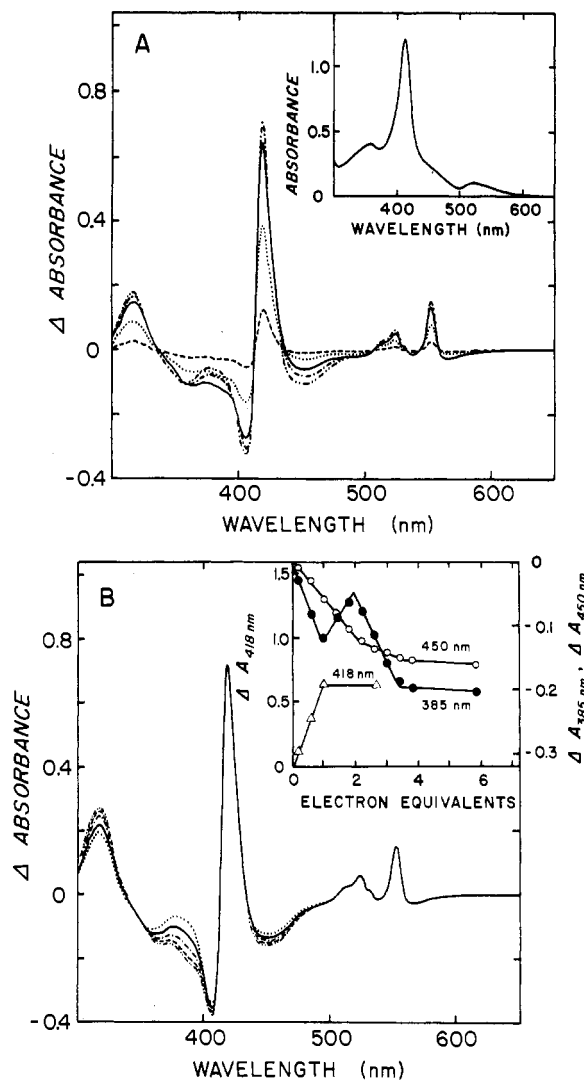 A
Δ ABSORBANCE
0.8
0.4
0
-0.4
400
500
600
WAVELENGTH (nm)
ABSORBANCE
1.0
0.5
0
400
500
600
WAVELENGTH (nm)
B
Δ ABSORBANCE
0.8
0.4
0
-0.4
400
500
600
WAVELENGTH (nm)
Δ A418 nm
1.5
1.0
0.5
0
0
-0.1
-0.2
-0.3
Δ A385 nm, Δ A450 nm
450 nm
418 nm
385 nm
0
2
4
6
ELECTRON EQUIVALENTS